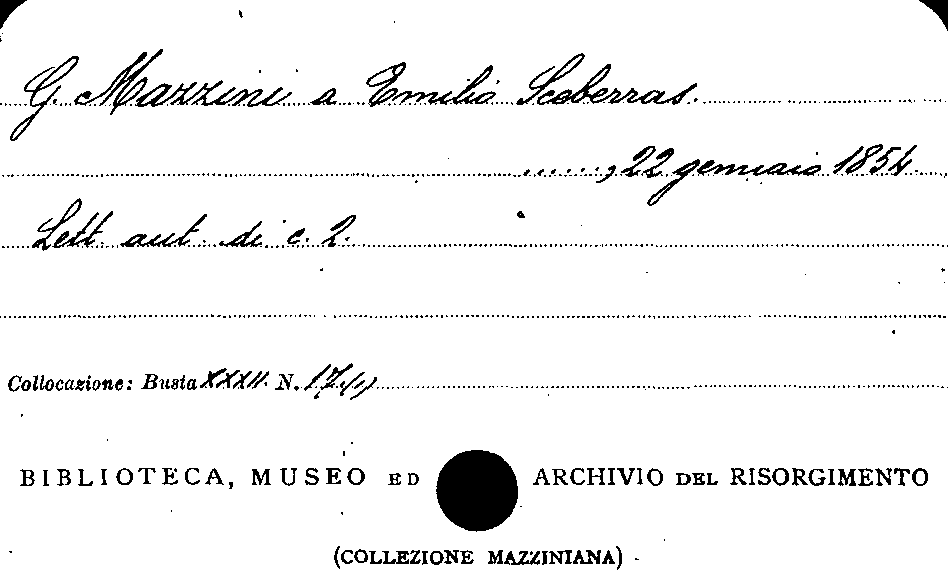 G. Mazzini a Emilio Sceberras.
......, 22 gennaio 1854.
Lett. aut. di c. 2.
Collocazione: Busta XXXII. N. 17(1)
BIBLIOTECA, MUSEO ED ARCHIVIO DEL RISORGIMENTO
(COLLEZIONE MAZZINIANA)